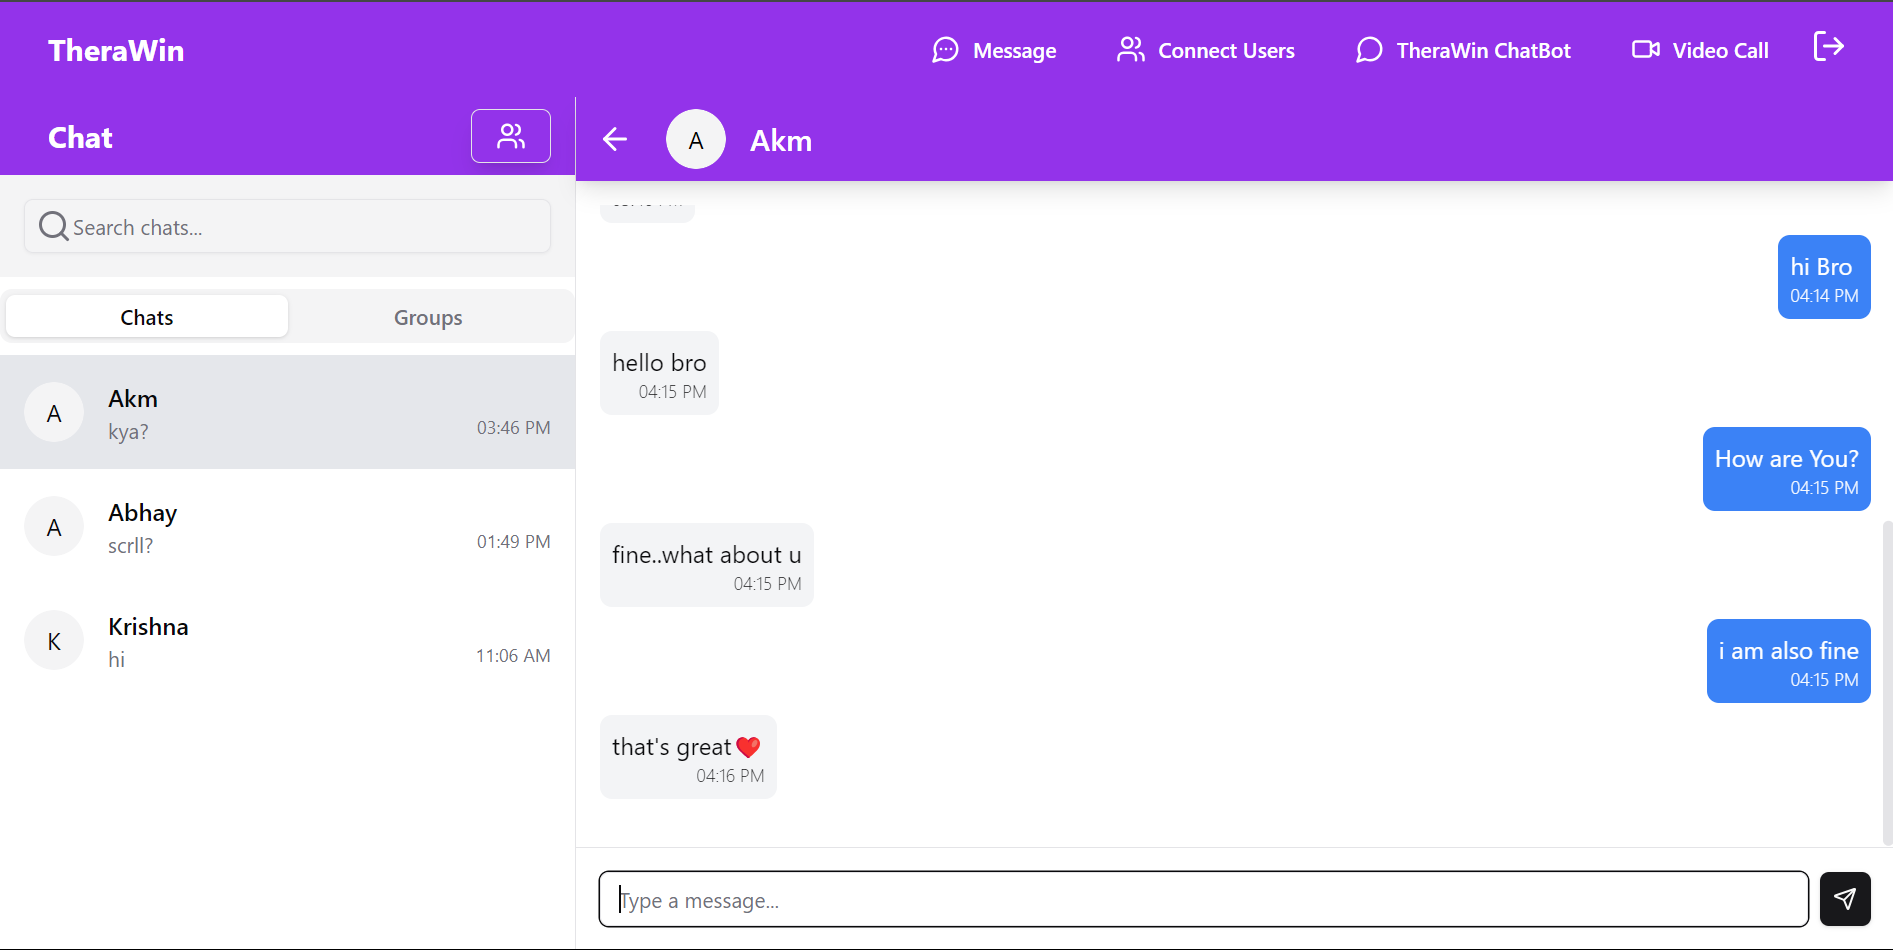 TheraWin
Message
Connect Users
TheraWin ChatBot
Video Call
Chat
Search chats...
Chats
Groups
A
Akm
kya?
03:46 PM
A
Abhay
scrll?
01:49 PM
K
Krishna
hi
11:06 AM
A
Akm
hi Bro
04:14 PM
hello bro
04:15 PM
How are You?
04:15 PM
fine..what about u
04:15 PM
i am also fine
04:15 PM
that's great❤️
04:16 PM
Type a message...